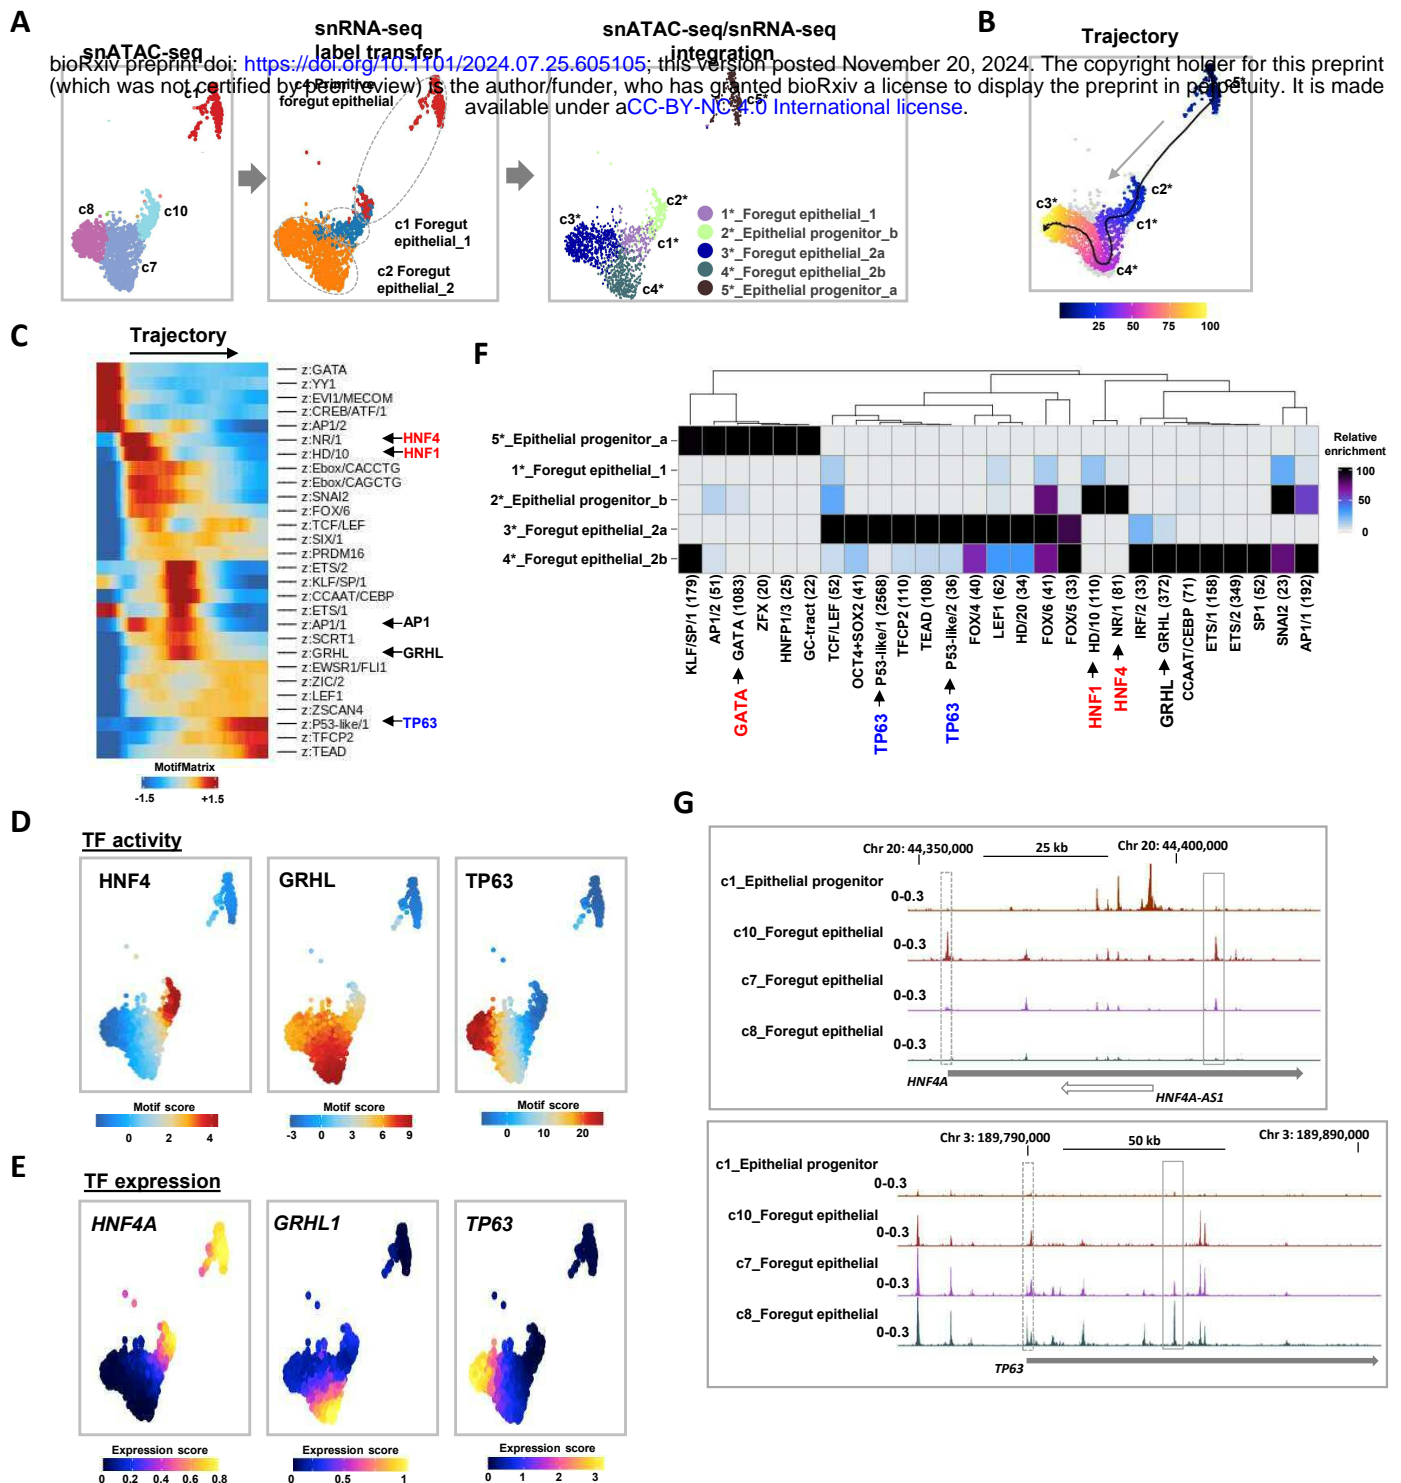 A
B
snATAC-seq
snRNA-seq
label transfer
snATAC-seq/snRNA-seq
integration
Trajectory
bioRxiv preprint doi: https://doi.org/10.1101/2024.07.25.605105; this version posted November 20, 2024. The copyright holder for this preprint
(which was not certified by peer review) is the author/funder, who has granted bioRxiv a license to display the preprint in perpetuity. It is made
available under aCC-BY-NC 4.0 International license.
c1
c8
c10
c7
c4 Primitive
foregut epithelial
c1 Foregut
epithelial_1
c2 Foregut
epithelial_2
c5*
c2*
c3*
c1*
c4*
1*_Foregut epithelial_1
2*_Epithelial progenitor_b
3*_Foregut epithelial_2a
4*_Foregut epithelial_2b
5*_Epithelial progenitor_a
c5*
c2*
c3*
c1*
c4*
25 50 75 100
C
Trajectory
z:GATA
z:YY1
z:EVI1/MECOM
z:CREB/ATF/1
z:AP1/2
z:NR/1 HNF4
z:HD/10 HNF1
z:Ebox/CACCTG
z:Ebox/CAGCTG
z:SNAI2
z:FOX/6
z:TCF/LEF
z:SIX/1
z:PRDM16
z:ETS/2
z:KLF/SP/1
z:CCAAT/CEBP
z:ETS/1
z:AP1/1 AP1
z:SCRT1
z:GRHL GRHL
z:EWSR1/FLI1
z:ZIC/2
z:LEF1
z:ZSCAN4
z:P53-like/1 TP63
z:TFCP2
z:TEAD
MotifMatrix
-1.5 +1.5
F
5*_Epithelial progenitor_a
1*_Foregut epithelial_1
2*_Epithelial progenitor_b
3*_Foregut epithelial_2a
4*_Foregut epithelial_2b
Relative
enrichment
100
50
0
KLF/SP/1 (179)
AP1/2 (51)
GATA (1083)
ZFX (20)
HNFP1/3 (25)
GC-tract (22)
TCF/LEF (52)
OCT4+SOX2 (41)
P53-like/1 (2568)
TFCP2 (110)
TEAD (108)
P53-like/2 (36)
FOX/4 (40)
LEF1 (62)
HD/20 (34)
FOX/6 (41)
FOX/5 (33)
HD/10 (110)
NR/1 (81)
IRF/2 (33)
GRHL (372)
CCAAT/CEBP (71)
ETS/1 (158)
ETS/2 (349)
SP1 (52)
SNAI2 (23)
AP1/1 (192)
GATA
TP63
TP63
HNF1
HNF4
GRHL
D
TF activity
HNF4
GRHL
TP63
Motif score
0 2 4
Motif score
-3 0 3 6 9
Motif score
0 10 20
E
TF expression
HNF4A
GRHL1
TP63
Expression score
0 0.2 0.4 0.6 0.8
Expression score
0 0.5 1
Expression score
0 1 2 3
G
Chr 20: 44,350,000
25 kb
Chr 20: 44,400,000
c1_Epithelial progenitor
0-0.3
c10_Foregut epithelial
0-0.3
c7_Foregut epithelial
0-0.3
c8_Foregut epithelial
0-0.3
HNF4A
HNF4A-AS1
Chr 3: 189,790,000
50 kb
Chr 3: 189,890,000
c1_Epithelial progenitor
0-0.3
c10_Foregut epithelial
0-0.3
c7_Foregut epithelial
0-0.3
c8_Foregut epithelial
0-0.3
TP63